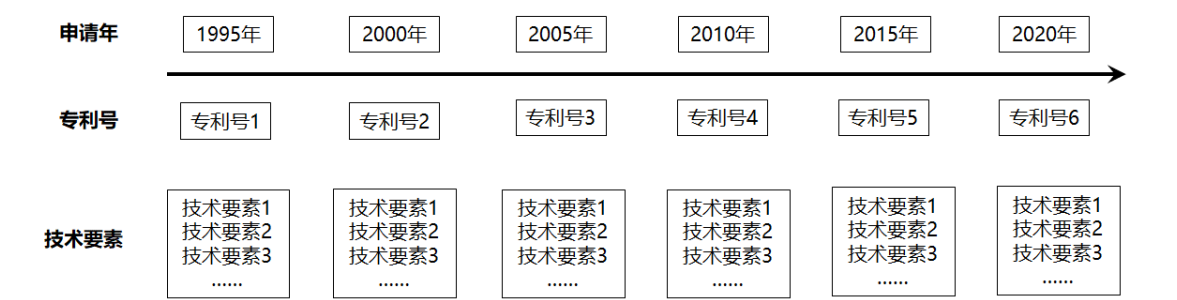 申请年 1995年 2000年 2005年 2010年 2015年 2020年
专利号 专利号1 专利号2 专利号3 专利号4 专利号5 专利号6
技术要素
技术要素1 技术要素1 技术要素1 技术要素1 技术要素1 技术要素1
技术要素2 技术要素2 技术要素2 技术要素2 技术要素2 技术要素2
技术要素3 技术要素3 技术要素3 技术要素3 技术要素3 技术要素3
...... ...... ...... ...... ...... ......